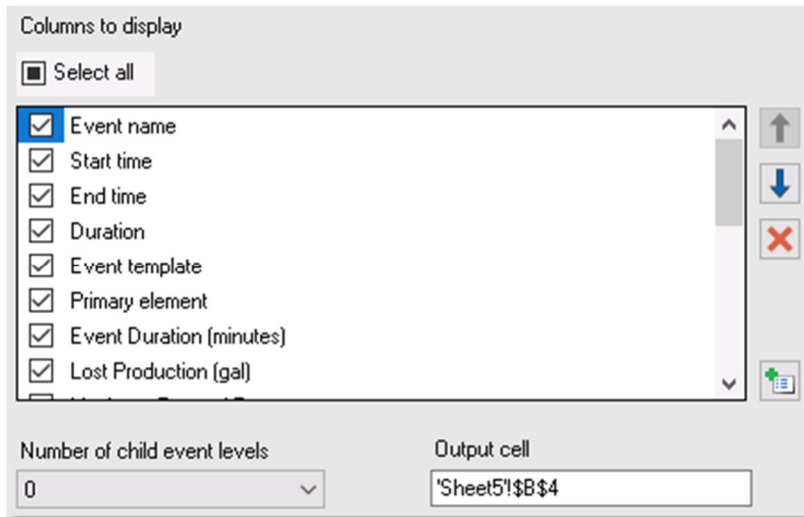 Columns to display
Select all
Event name
Start time
End time
Duration
Event template
Primary element
Event Duration (minutes)
Lost Production (gal)
Number of child event levels
Output cell
0
'Sheet5'!$B$4